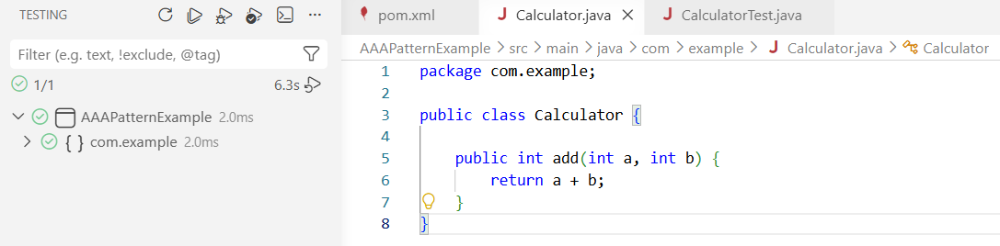 TESTING
Filter (e.g. text, !exclude, @tag)
1/1 6.3s
AAAPatternExample 2.0ms
{ } com.example 2.0ms
pom.xml
J Calculator.java
J CalculatorTest.java
AAAPatternExample > src > main > java > com > example > J Calculator.java > Calculator
1 package com.example;
2
3 public class Calculator {
4
5 public int add(int a, int b) {
6 return a + b;
7 }
8 }